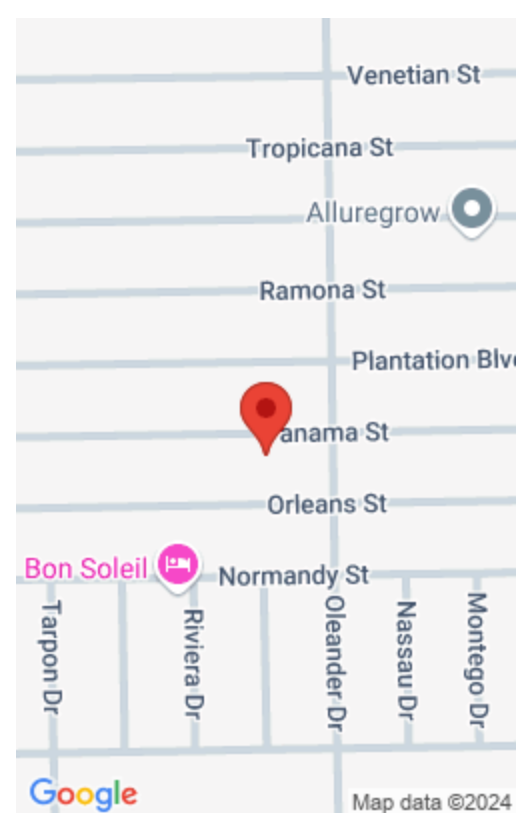 Venetian St
Tropicana St
Alluregrow
Ramona St
Plantation Blv
anama St
Orleans St
Bon Soleil
Normandy St
Tarpon Dr
Riviera Dr
Oleander Dr
Nassau Dr
Montego Dr
Google
Map data ©2024